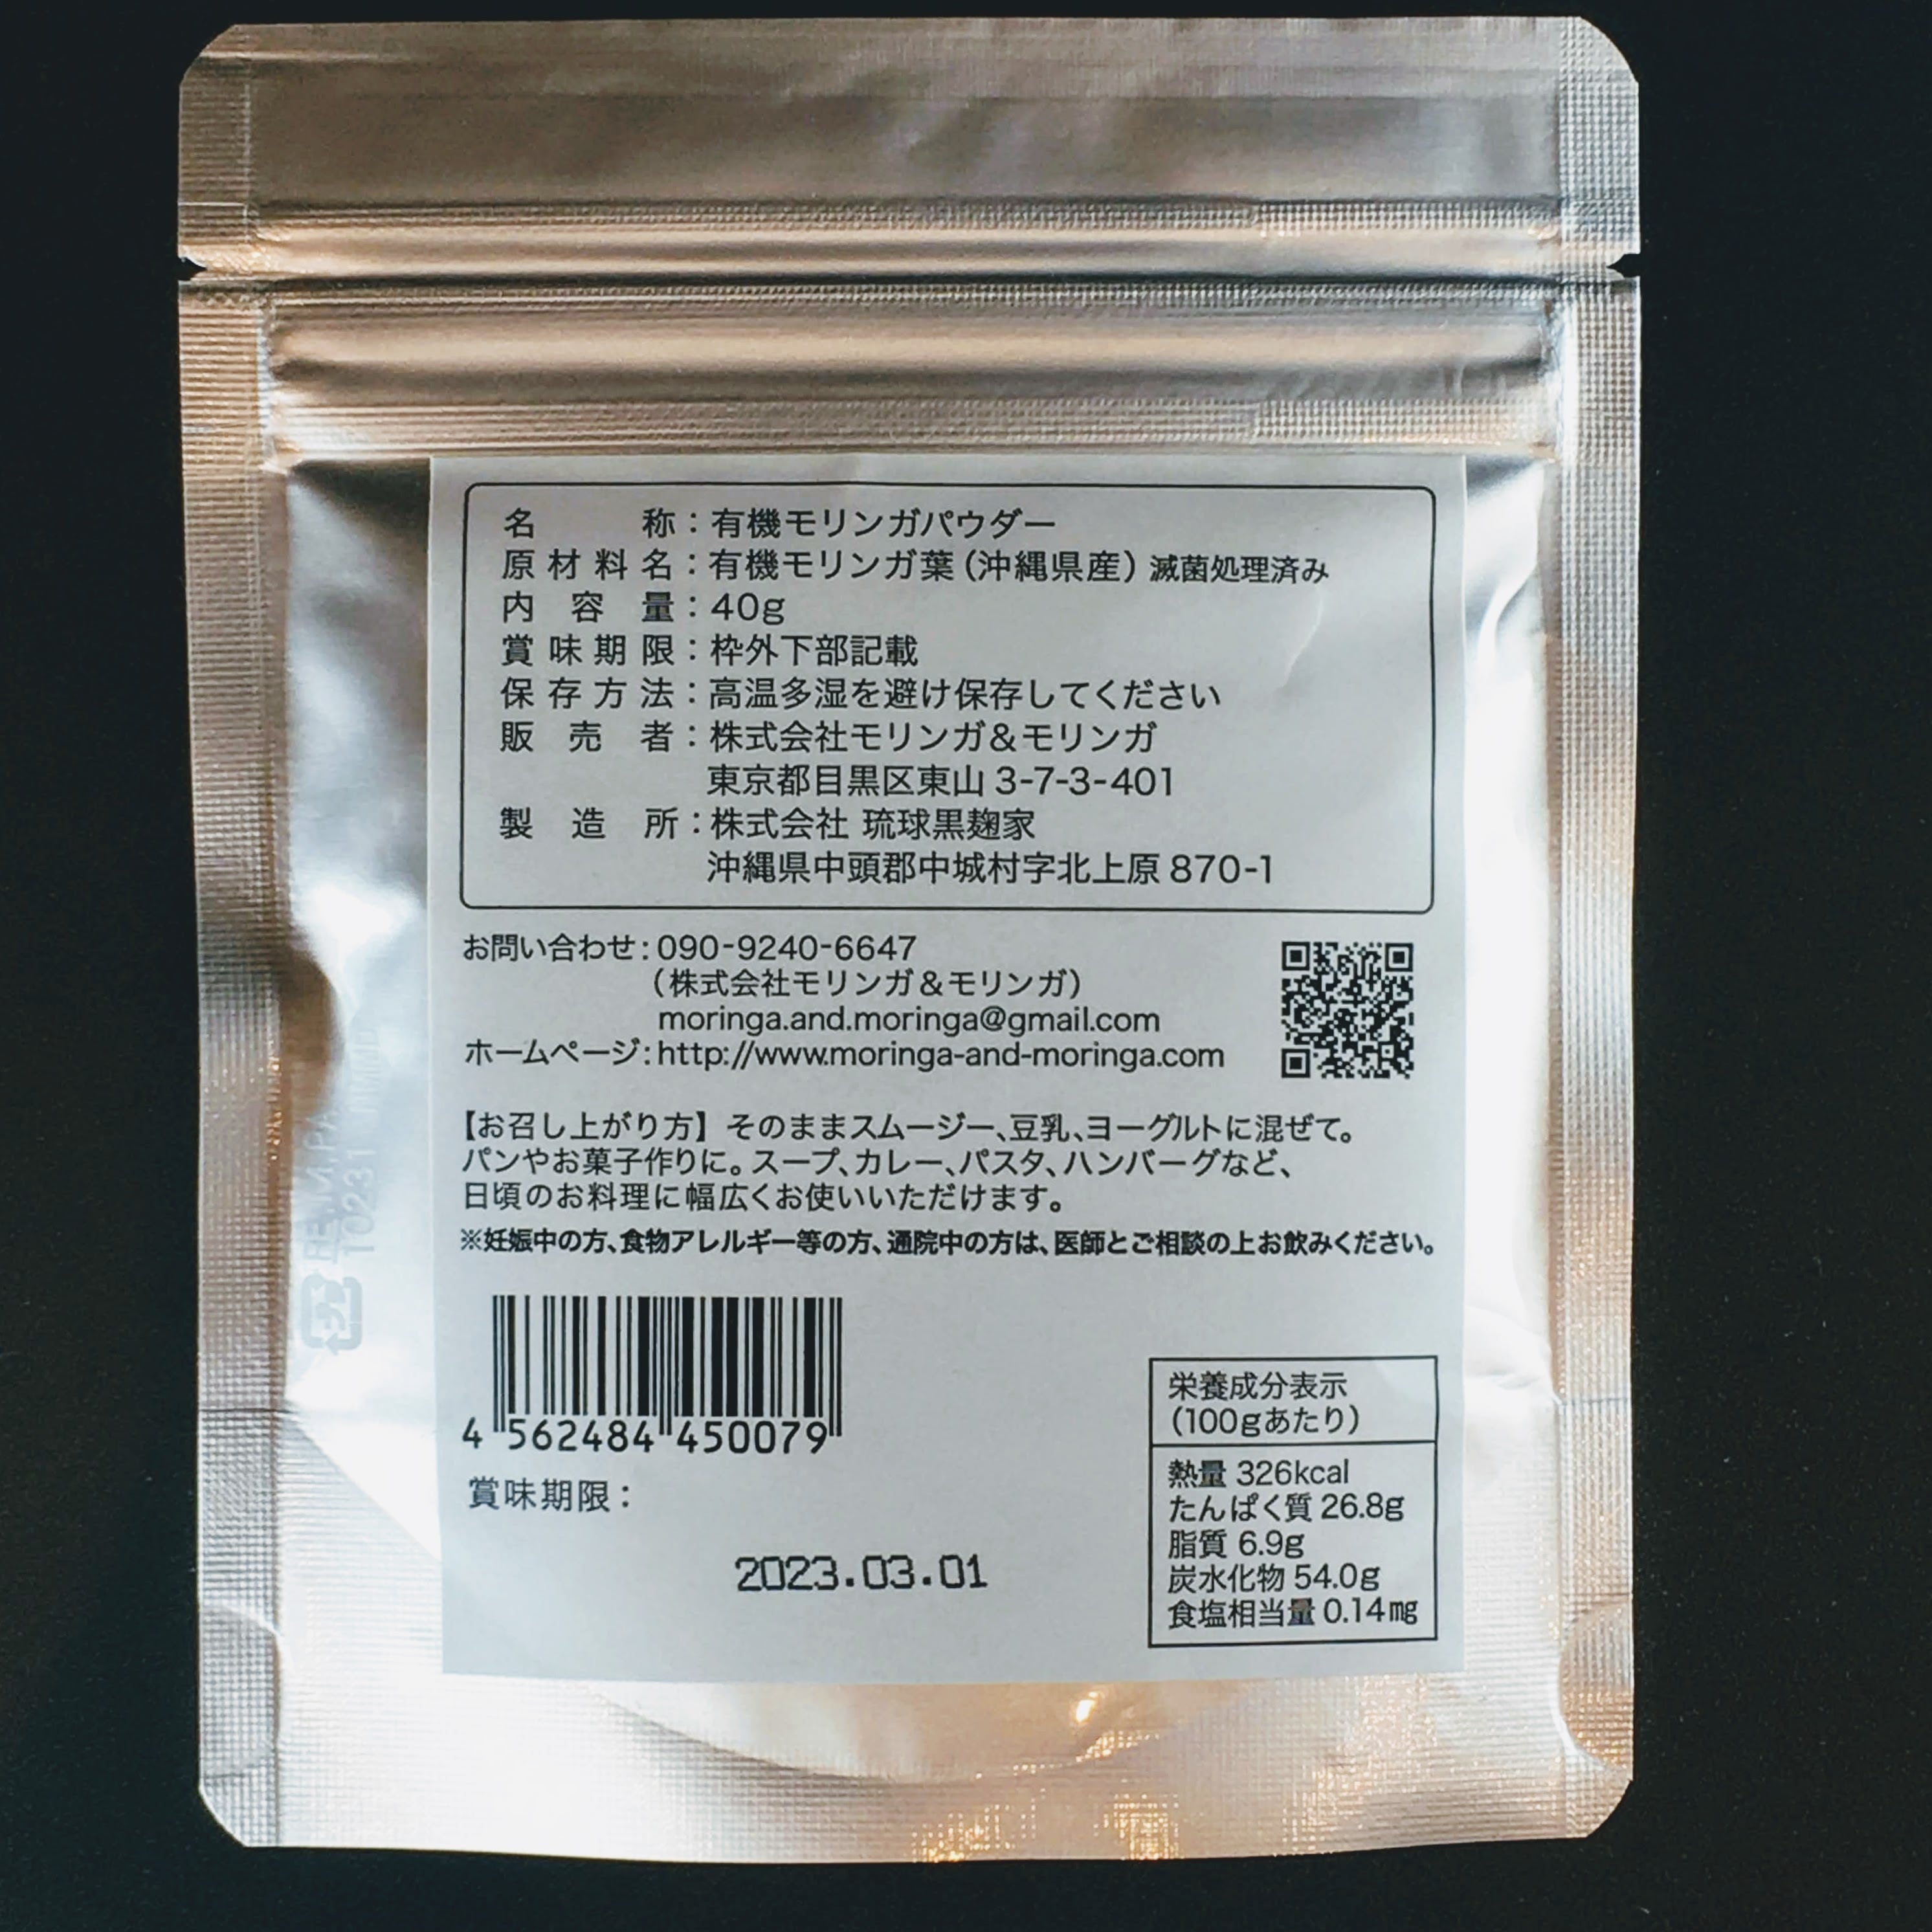 名称：有機モリンガパウダー
原材料名：有機モリンガ葉（沖縄県産）滅菌処理済み
内容量：40g
賞味期限：枠外下部記載
保存方法：高温多湿を避け保存してください
販売者：株式会社モリンガ＆モリンガ
東京都目黒区東山 3-7-3-401
製造所：株式会社 琉球黒麹家
沖縄県中頭郡中城村字北上原 870-1
お問い合わせ：090-9240-6647
（株式会社モリンガ＆モリンガ）
moringa.and.moringa@gmail.com
ホームページ：http://www.moringa-and-moringa.com
【お召し上がり方】そのままスムージー、豆乳、ヨーグルトに混ぜて。
パンやお菓子作りに。スープ、カレー、パスタ、ハンバーグなど、
日頃のお料理に幅広くお使いいただけます。
※妊娠中の方、食物アレルギー等の方、通院中の方は、医師とご相談の上お飲みください。
4 562484 450079
賞味期限：
2023.03.01
栄養成分表示
（100gあたり）
熱量 326kcal
たんぱく質 26.8g
脂質 6.9g
炭水化物 54.0g
食塩相当量 0.14㎎
プラ
10231